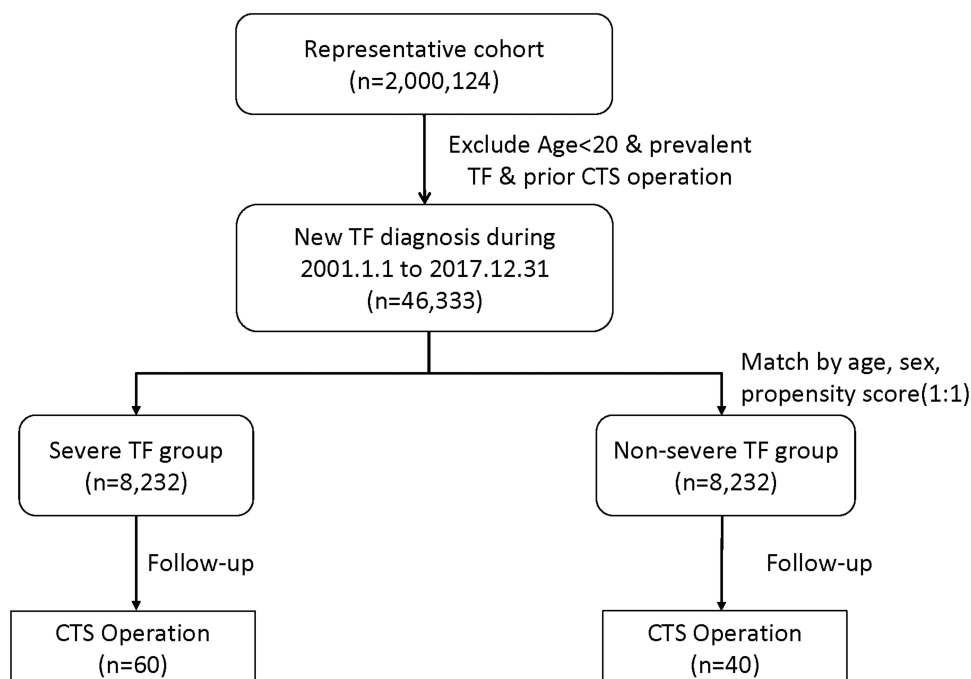 Representative cohort
(n=2,000,124)
Exclude Age<20 & prevalent
TF & prior CTS operation
New TF diagnosis during
2001.1.1 to 2017.12.31
(n=46,333)
Match by age, sex,
propensity score(1:1)
Severe TF group
(n=8,232)
Non-severe TF group
(n=8,232)
Follow-up
Follow-up
CTS Operation
(n=60)
CTS Operation
(n=40)